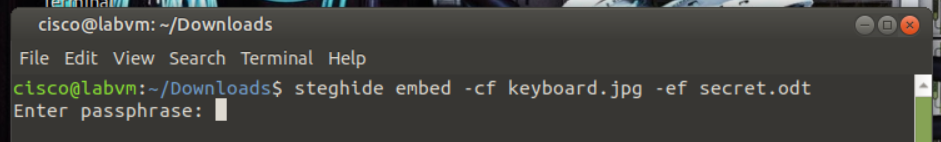 Terminal
cisco@labvm: ~/Downloads
File Edit View Search Terminal Help
cisco@labvm:~/Downloads$ steghide embed -cf keyboard.jpg -ef secret.odt
Enter passphrase: